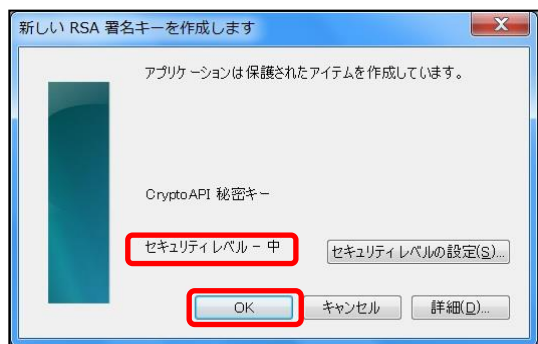 新しい RSA 署名キーを作成します
アプリケーションは保護されたアイテムを作成しています。
CryptoAPI 秘密キー
セキュリティ レベル - 中
セキュリティ レベルの設定(S)...
OK
キャンセル
詳細(D)...